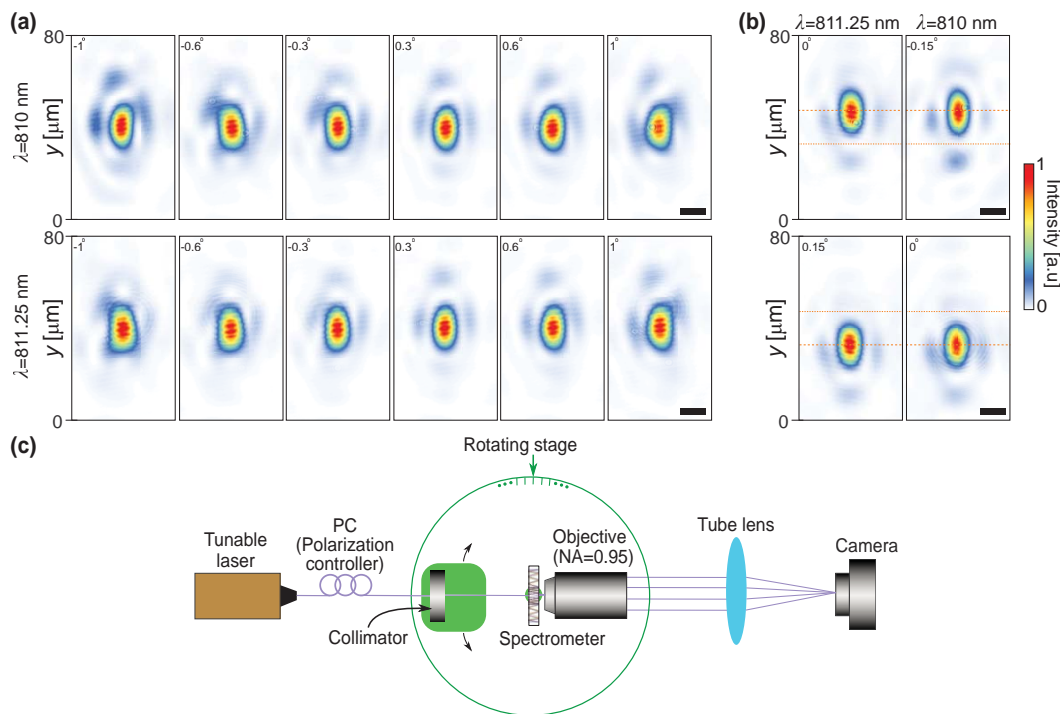 (a)
80
-1°
-0.6°
-0.3°
0.3°
0.6°
1°
λ=810 nm
y [µm]
0
80
-1°
-0.6°
-0.3°
0.3°
0.6°
1°
λ=811.25 nm
y [µm]
0
(b)
λ=811.25 nm
λ=810 nm
80
0°
-0.15°
y [µm]
0
80
0.15°
0°
y [µm]
0
1
Intensity [a.u]
0
(c)
Rotating stage
PC
(Polarization
controller)
Tunable
laser
Collimator
Objective
(NA=0.95)
Spectrometer
Tube lens
Camera